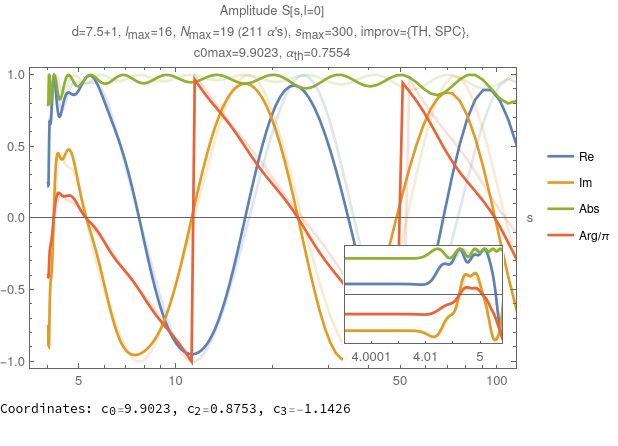 Amplitude S[s,l=0]
d=7.5+1, lmax=16, Nmax=19 (211 α's), smax=300, improv={TH, SPC},
c0max=9.9023, αth=0.7554
1.0
0.5
0.0
-0.5
-1.0
5
10
50
100
s
Re
Im
Abs
Arg/π
4.0001
4.01
5
Coordinates: c0=9.9023, c2=0.8753, c3=-1.1426